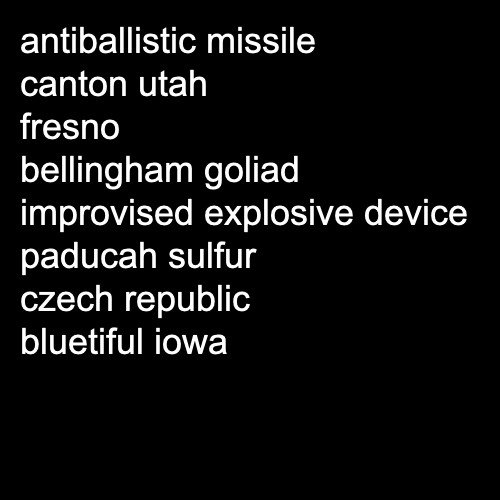 antiballistic missile
canton utah
fresno
bellingham goliad
improvised explosive device
paducah sulfur
czech republic
bluetiful iowa